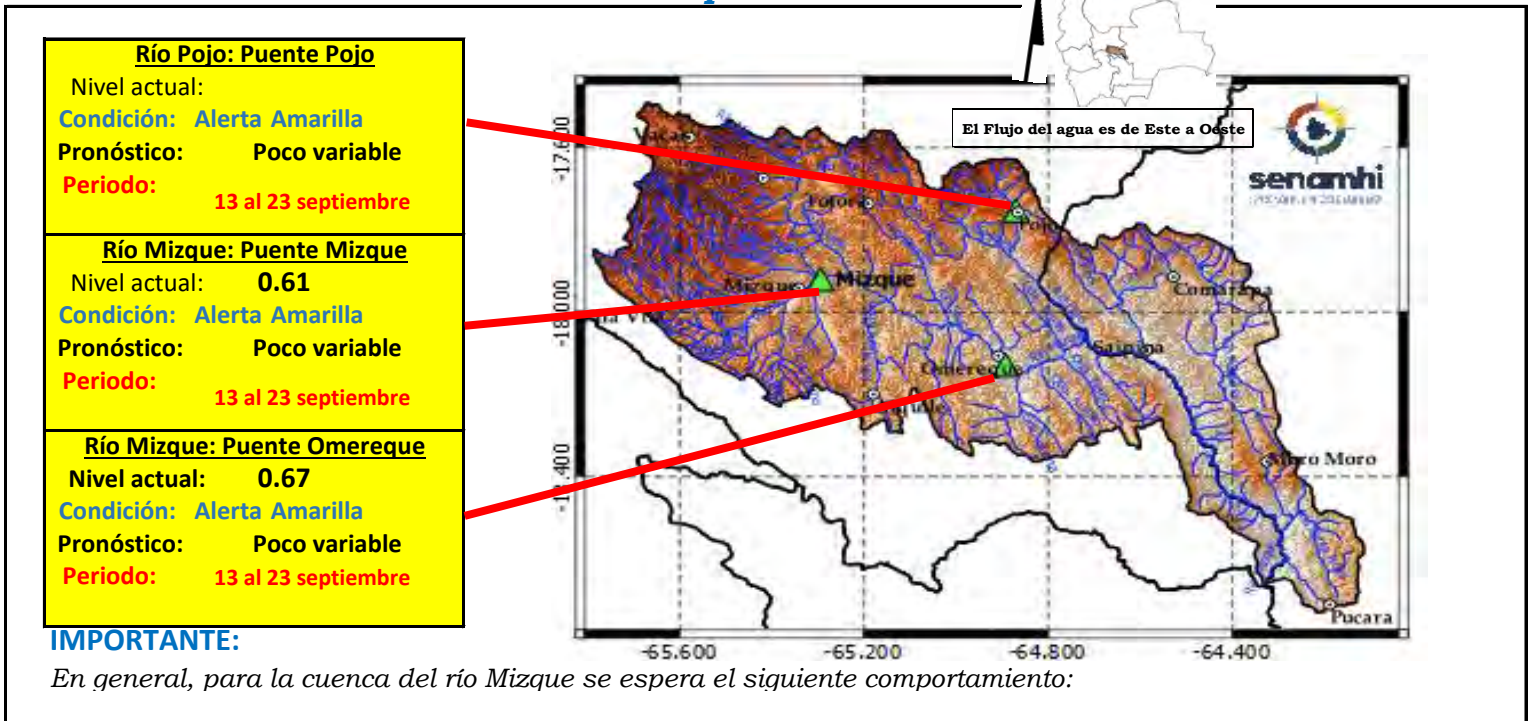 Río Pojo: Puente Pojo
Nivel actual:
Condición: Alerta Amarilla
Pronóstico: Poco variable
Periodo:
13 al 23 septiembre
Río Mizque: Puente Mizque
Nivel actual: 0.61
Condición: Alerta Amarilla
Pronóstico: Poco variable
Periodo:
13 al 23 septiembre
Río Mizque: Puente Omereque
Nivel actual: 0.67
Condición: Alerta Amarilla
Pronóstico: Poco variable
Periodo: 13 al 23 septiembre
El Flujo del agua es de Este a Oeste
senamhi
Pojo
Mizque Mizque
Comarapa
Omereque
Moro Moro
Pucara
-17.600
-18.000
-65.600 -65.200 -64.800 -64.400
IMPORTANTE:
En general, para la cuenca del río Mizque se espera el siguiente comportamiento: